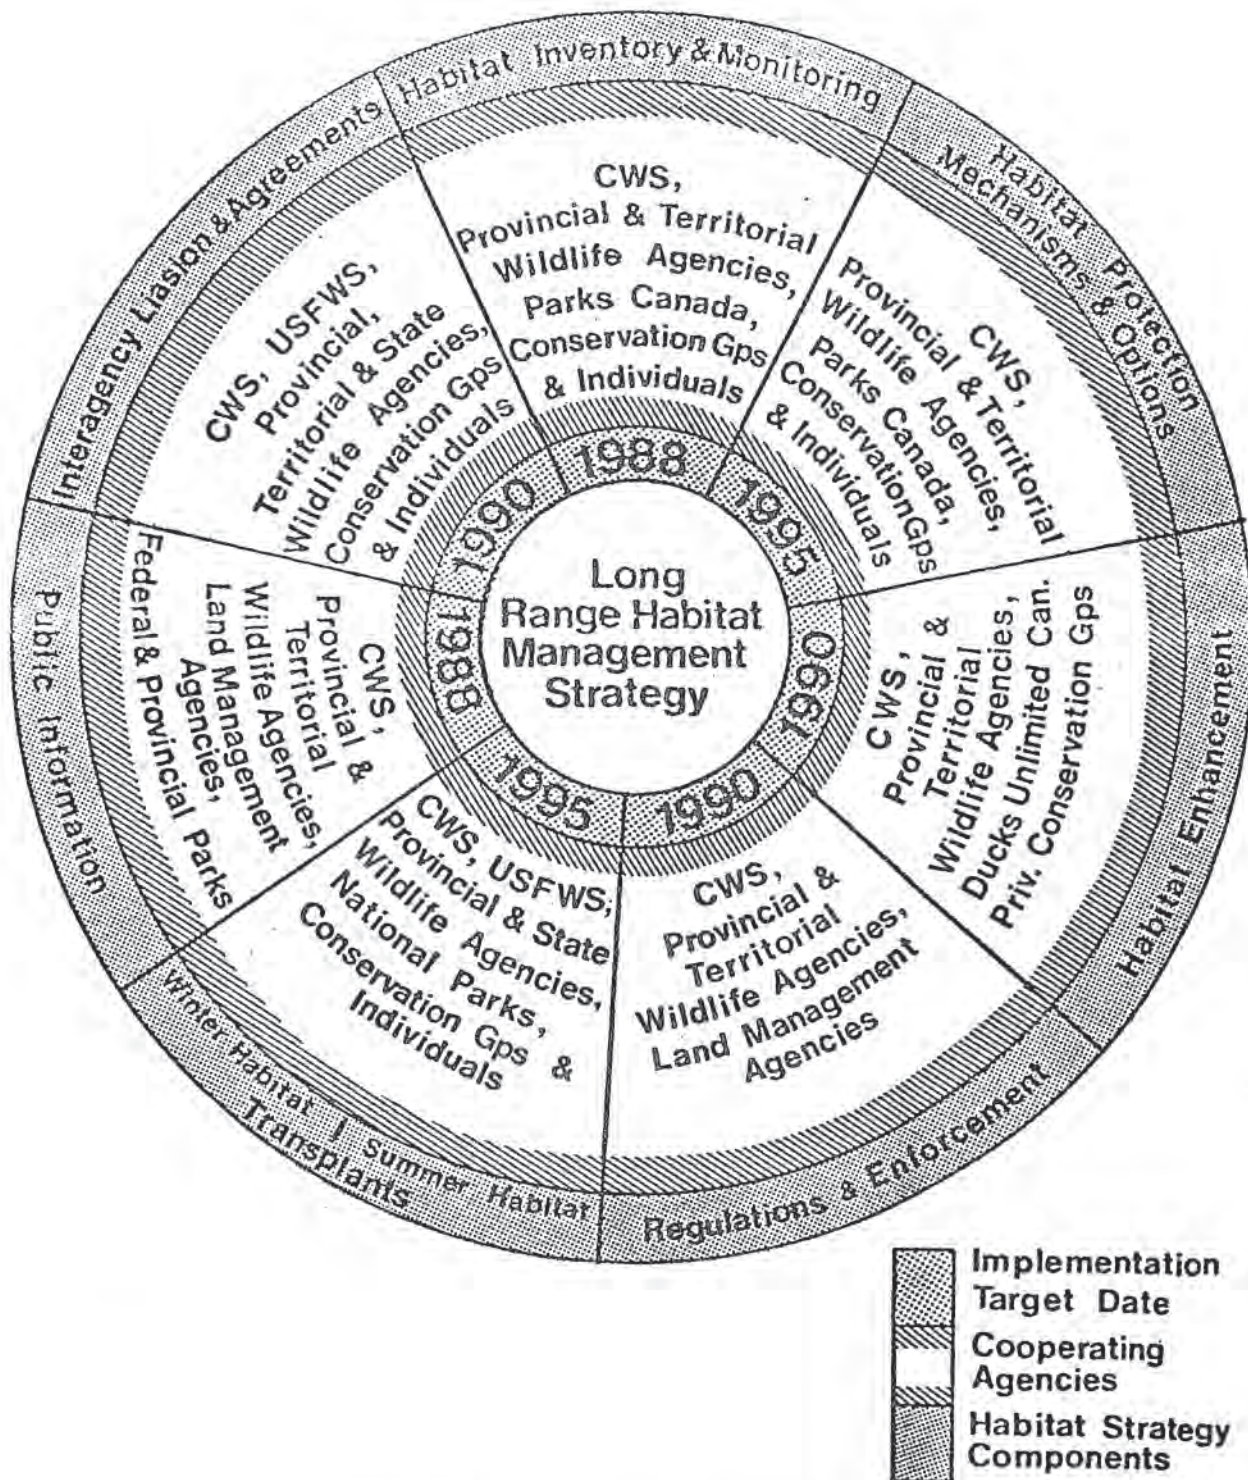 Habitat Inventory & Monitoring
CWS,
Provincial & Territorial
Wildlife Agencies,
Parks Canada,
Conservation Gps
& Individuals
1988
Habitat Protection
Mechanisms & Options
CWS,
Provincial & Territorial
Wildlife Agencies,
Parks Canada,
Conservation Gps
& Individuals
1995
Habitat Enhancement
CWS,
Provincial &
Territorial
Wildlife Agencies,
Ducks Unlimited Can.
Priv. Conservation Gps
1990
Regulations & Enforcement
CWS,
Provincial &
Territorial
Wildlife Agencies,
Land Management
Agencies
1990
Winter Habitat / Summer Habitat
Transplants
CWS, USFWS,
Provincial & State
Wildlife Agencies,
National Parks,
Conservation Gps &
Individuals
1995
Public Information
CWS,
Provincial &
Territorial
Wildlife Agencies,
Land Management
Agencies,
Federal & Provincial Parks
1988
Interagency Liasion & Agreements
CWS, USFWS,
Provincial,
Territorial & State
Wildlife Agencies,
Conservation Gps
& Individuals
1990
Long
Range Habitat
Management
Strategy
Implementation
Target Date
Cooperating
Agencies
Habitat Strategy
Components